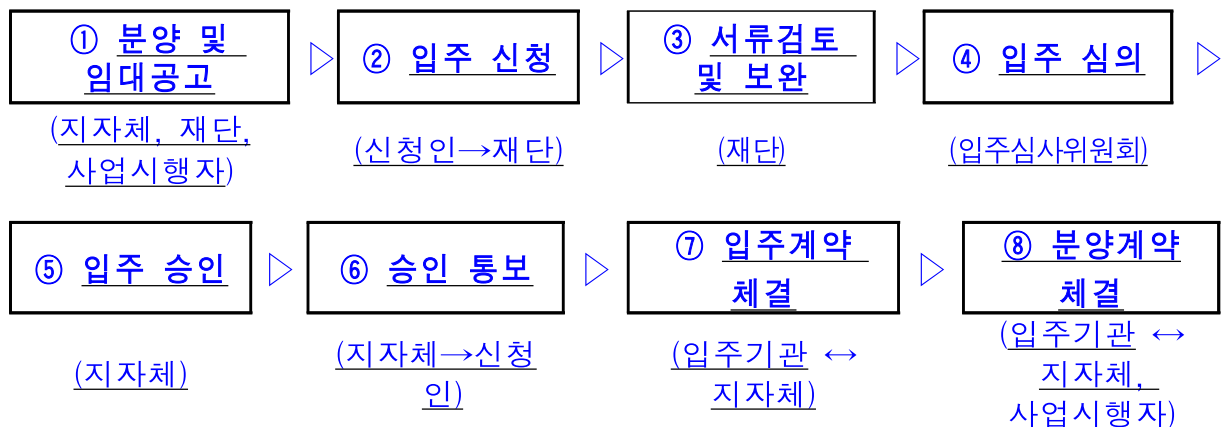 ① 분양 및
임대공고
▷
② 입주 신청
▷
③ 서류검토
및 보완
▷
④ 입주 심의
▷
(지자체, 재단,
사업시행자)
(신청인→재단)
(재단)
(입주심사위원회)
⑤ 입주 승인
▷
⑥ 승인 통보
▷
⑦ 입주계약
체결
▷
⑧ 분양계약
체결
(지자체)
(지자체→신청
인)
(입주기관 ↔
지자체)
(입주기관 ↔
지자체,
사업시행자)